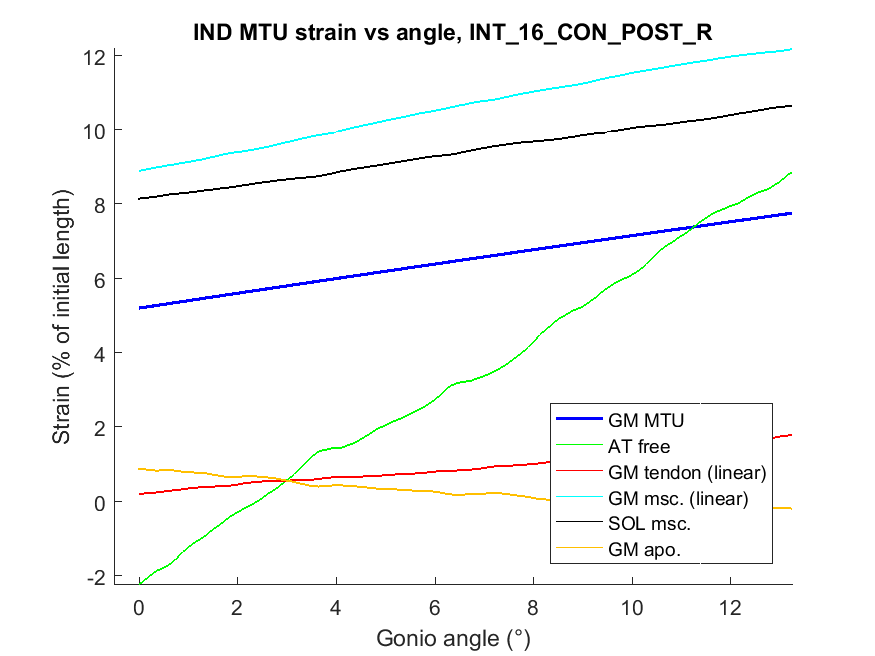 IND MTU strain vs angle, INT_16_CON_POST_R
Strain (% of initial length)
12
10
8
6
4
2
0
-2
0 2 4 6 8 10 12
Gonio angle (°)
GM MTU
AT free
GM tendon (linear)
GM msc. (linear)
SOL msc.
GM apo.